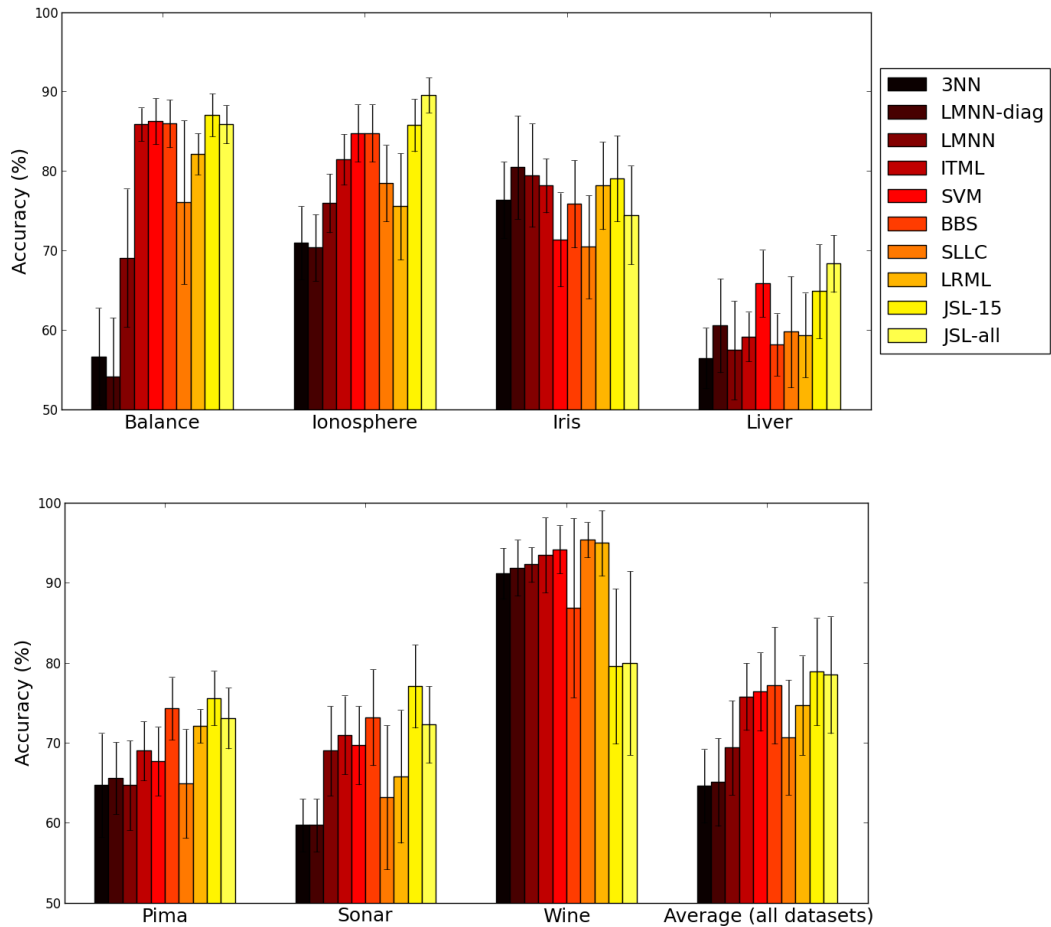 100
90
80
70
60
50
Accuracy (%)
Balance
Ionosphere
Iris
Liver
3NN
LMNN-diag
LMNN
ITML
SVM
BBS
SLLC
LRML
JSL-15
JSL-all
100
90
80
70
60
50
Accuracy (%)
Pima
Sonar
Wine
Average (all datasets)